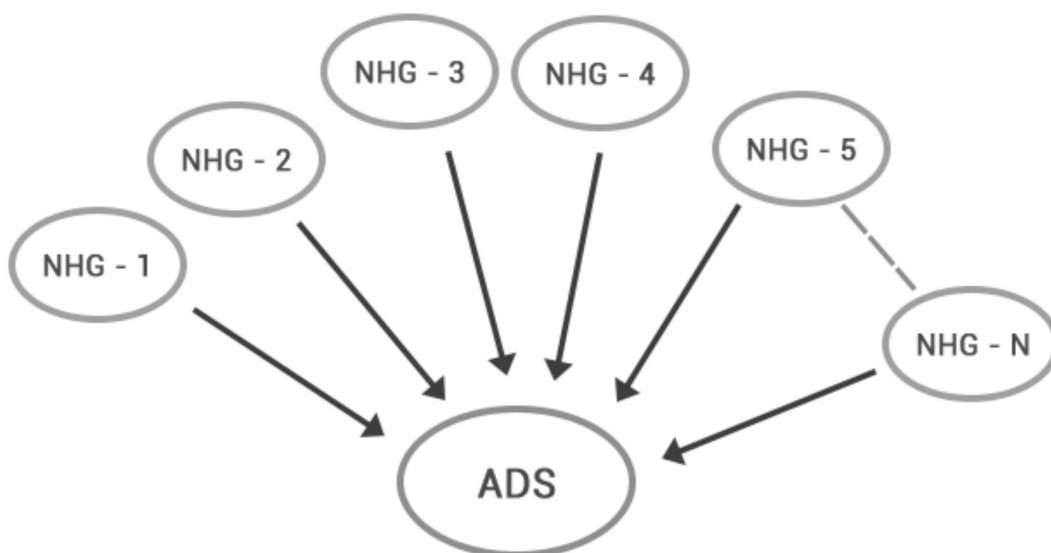 NHG - 1
NHG - 2
NHG - 3
NHG - 4
NHG - 5
NHG - N
ADS